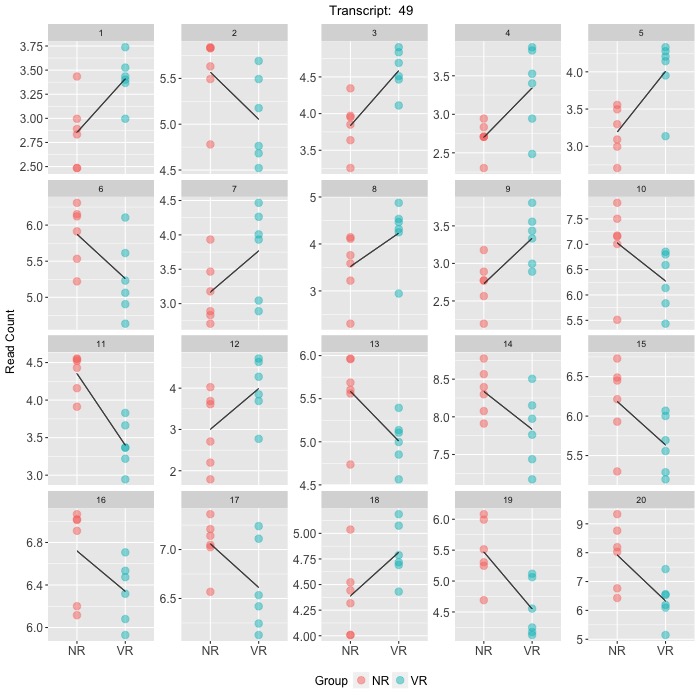 Transcript: 49
Read Count
1 2 3 4 5
3.75 3.50 3.25 3.00 2.75 2.50
5.5 5.0 4.5
4.5 4.0 3.5
3.5 3.0 2.5
4.0 3.5 3.0
6 7 8 9 10
6.0 5.5 5.0
4.5 4.0 3.5 3.0
5 4 3
3.5 3.0 2.5
7.5 7.0 6.5 6.0 5.5
11 12 13 14 15
4.5 4.0 3.5 3.0
4 3 2
6.0 5.5 5.0 4.5
8.5 8.0 7.5
6.5 6.0 5.5
16 17 18 19 20
6.8 6.4 6.0
7.0 6.5
5.00 4.75 4.50 4.25 4.00
6.0 5.5 5.0 4.5
9 8 7 6 5
NR VR NR VR NR VR NR VR NR VR
Group NR VR